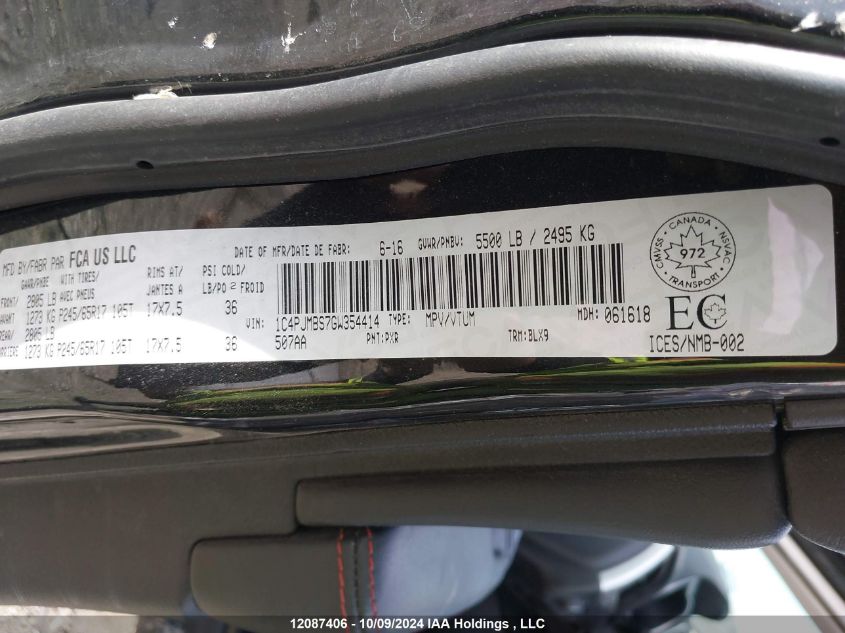 MFD BY/FABR PAR FCA US LLC
DATE OF MFR/DATE DE FABR: 6-16 GVWR/PNBV: 5500 LB / 2495 KG
GAWR/PNBE WITH TIRES/ RIMS AT/ PSI COLD/
AVEC PNEUS JANTES A LB/PO2 FROID
FRONT/ 2805 LB
1273 KG P245/65R17 105T 17X7.5 36
2805 LB
1273 KG P245/65R17 105T 17X7.5 36
VIN: 1C4PJMBS7GW354414 TYPE: MPV/VTUM MDH: 061618
507AA PNT: PXR TRM: BLX9
CANADA
CMVSS NSVAC
972
TRANSPORT
EC
ICES/NMB-002
12087406 - 10/09/2024 IAA Holdings , LLC